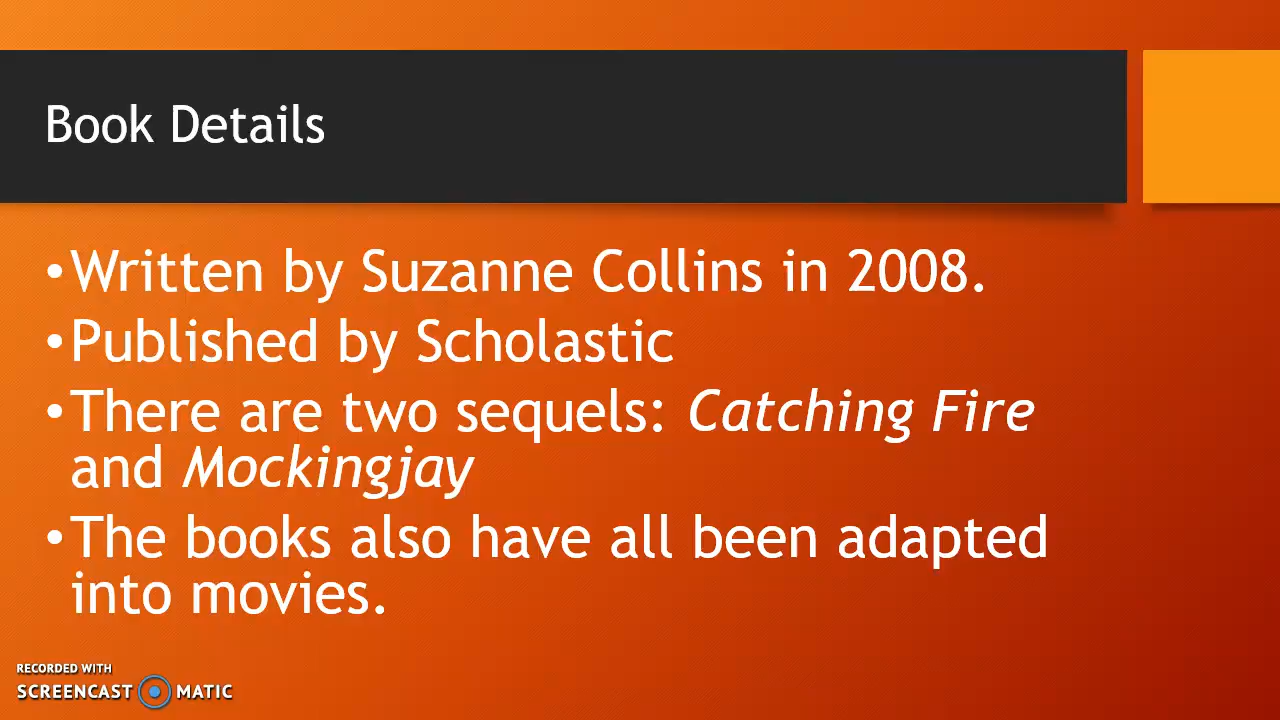 Book Details
•Written by Suzanne Collins in 2008.
•Published by Scholastic
•There are two sequels: Catching Fire
and Mockingjay
•The books also have all been adapted
into movies.
RECORDED WITH
SCREENCAST MATIC